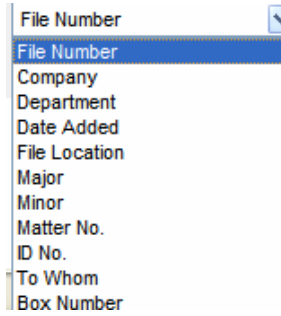 File Number
File Number
Company
Department
Date Added
File Location
Major
Minor
Matter No.
ID No.
To Whom
Box Number